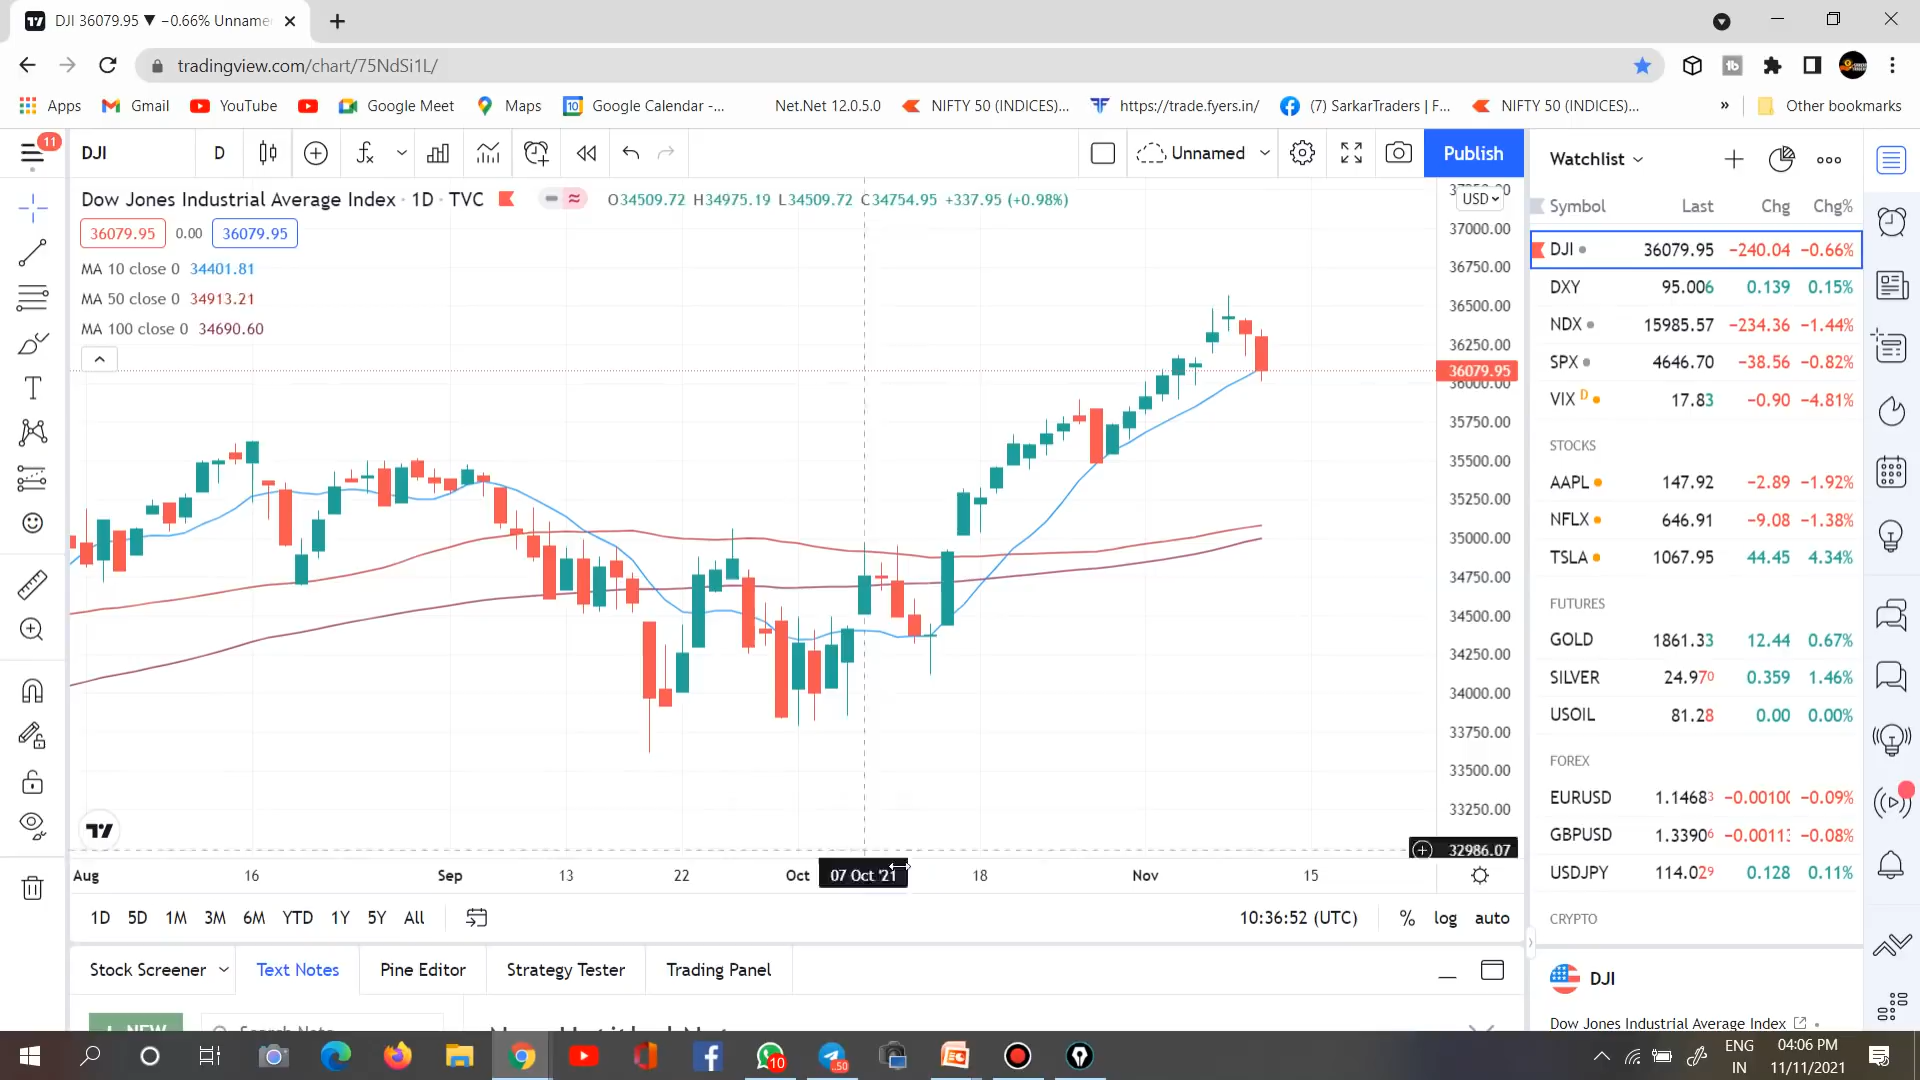 DJI 36079.95 ▼ −0.66% Unname
tradingview.com/chart/75NdSi1L/
Apps Gmail YouTube Google Meet Maps 10 Google Calendar -... Net.Net 12.0.5.0 NIFTY 50 (INDICES)... https://trade.fyers.in/ (7) SarkarTraders | F... NIFTY 50 (INDICES)... » Other bookmarks
11 DJI D Unnamed Publish
Dow Jones Industrial Average Index · 1D · TVC O34509.72 H34975.19 L34509.72 C34754.95 +337.95 (+0.98%)
36079.95 0.00 36079.95
MA 10 close 0 34401.81
MA 50 close 0 34913.21
MA 100 close 0 34690.60
USD
37000.00
36750.00
36500.00
36250.00
36079.95
36000.00
35750.00
35500.00
35250.00
35000.00
34750.00
34500.00
34250.00
34000.00
33750.00
33500.00
33250.00
32986.07
Aug 16 Sep 13 22 Oct 07 Oct '21 18 Nov 15
1D 5D 1M 3M 6M YTD 1Y 5Y All 10:36:52 (UTC) % log auto
Stock Screener Text Notes Pine Editor Strategy Tester Trading Panel
Watchlist
Symbol Last Chg Chg%
DJI 36079.95 −240.04 −0.66%
DXY 95.006 0.139 0.15%
NDX 15985.57 −234.36 −1.44%
SPX 4646.70 −38.56 −0.82%
VIX D 17.83 −0.90 −4.81%
STOCKS
AAPL 147.92 −2.89 −1.92%
NFLX 646.91 −9.08 −1.38%
TSLA 1067.95 44.45 4.34%
FUTURES
GOLD 1861.33 12.44 0.67%
SILVER 24.970 0.359 1.46%
USOIL 81.28 0.00 0.00%
FOREX
EURUSD 1.14683 −0.0010 −0.09%
GBPUSD 1.33906 −0.0011 −0.08%
USDJPY 114.029 0.128 0.11%
CRYPTO
DJI
Dow Jones Industrial Average Index
10 .50 ENG IN 04:06 PM 11/11/2021